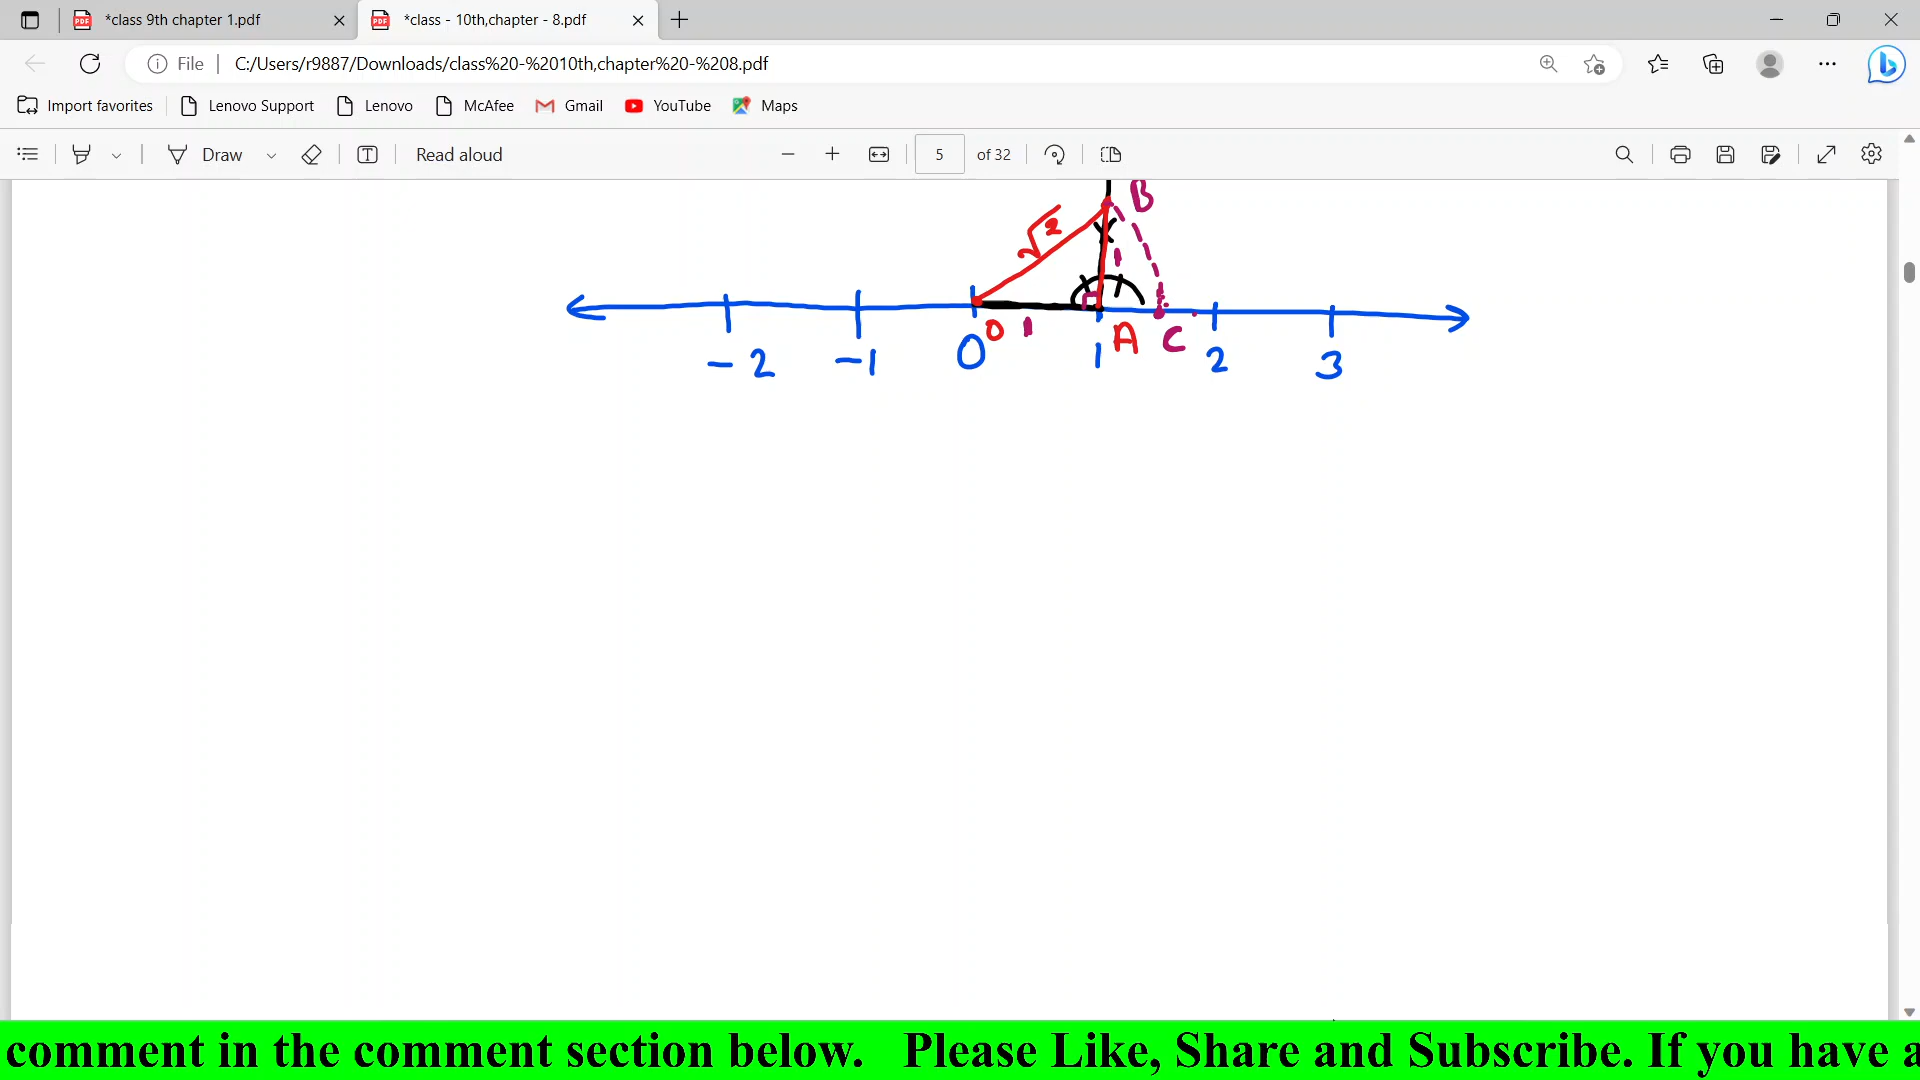 *class 9th chapter 1.pdf
*class - 10th,chapter - 8.pdf
File
C:/Users/r9887/Downloads/class%20-%2010th,chapter%20-%208.pdf
Import favorites
Lenovo Support
Lenovo
McAfee
Gmail
YouTube
Maps
Draw
Read aloud
5
of 32
B
√2
1
-2 -1 0 O 1 1 A C 2 3
comment in the comment section below. Please Like, Share and Subscribe. If you have a